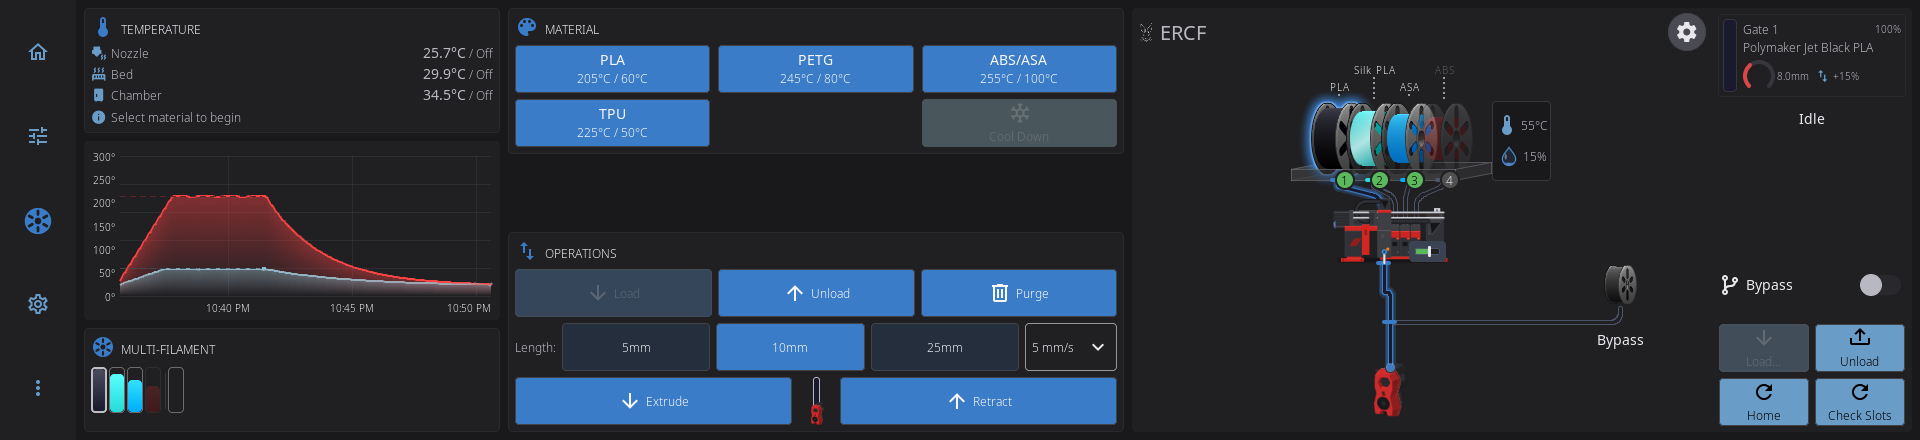 TEMPERATURE
Nozzle 25.7°C / Off
Bed 29.9°C / Off
Chamber 34.5°C / Off
Select material to begin
300°
250°
200°
150°
100°
50°
0°
10:40 PM 10:45 PM 10:50 PM
MULTI-FILAMENT
MATERIAL
PLA
205°C / 60°C
PETG
245°C / 80°C
ABS/ASA
255°C / 100°C
TPU
225°C / 50°C
Cool Down
OPERATIONS
Load
Unload
Purge
Length: 5mm 10mm 25mm 5 mm/s
Extrude
Retract
ERCF
Silk PLA ABS
PLA ASA
55°C
15%
1 2 3 4
Bypass
Gate 1 100%
Polymaker Jet Black PLA
8.0mm +15%
Idle
Bypass
Load...
Unload
Home
Check Slots